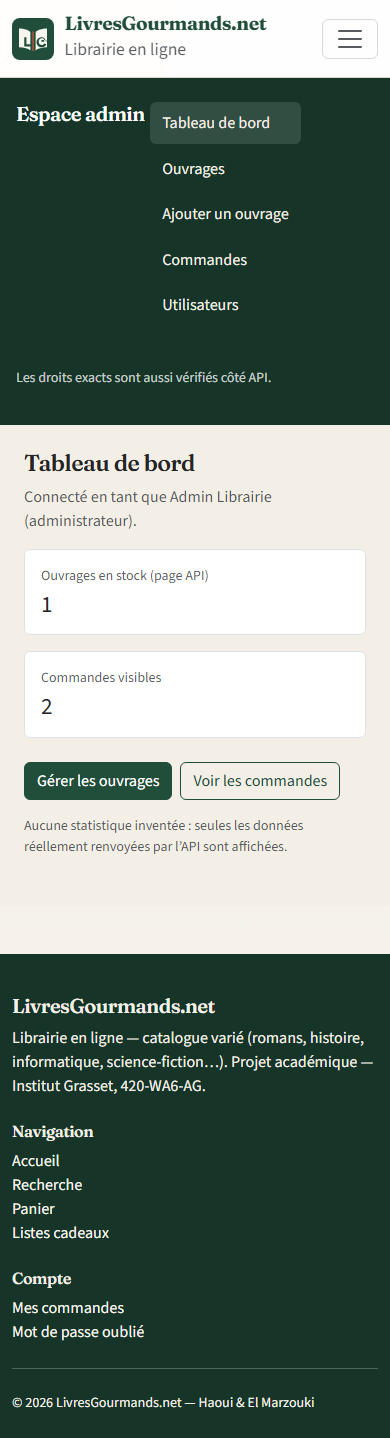 LGC
LivresGourmands.net
Librairie en ligne
Espace admin
Tableau de bord
Ouvrages
Ajouter un ouvrage
Commandes
Utilisateurs
Les droits exacts sont aussi vérifiés côté API.
Tableau de bord
Connecté en tant que Admin Librairie
(administrateur).
Ouvrages en stock (page API)
1
Commandes visibles
2
Gérer les ouvrages
Voir les commandes
Aucune statistique inventée : seules les données
réellement renvoyées par l’API sont affichées.
LivresGourmands.net
Librairie en ligne — catalogue varié (romans, histoire,
informatique, science-fiction…). Projet académique —
Institut Grasset, 420-WA6-AG.
Navigation
Accueil
Recherche
Panier
Listes cadeaux
Compte
Mes commandes
Mot de passe oublié
© 2026 LivresGourmands.net — Haoui & El Marzouki